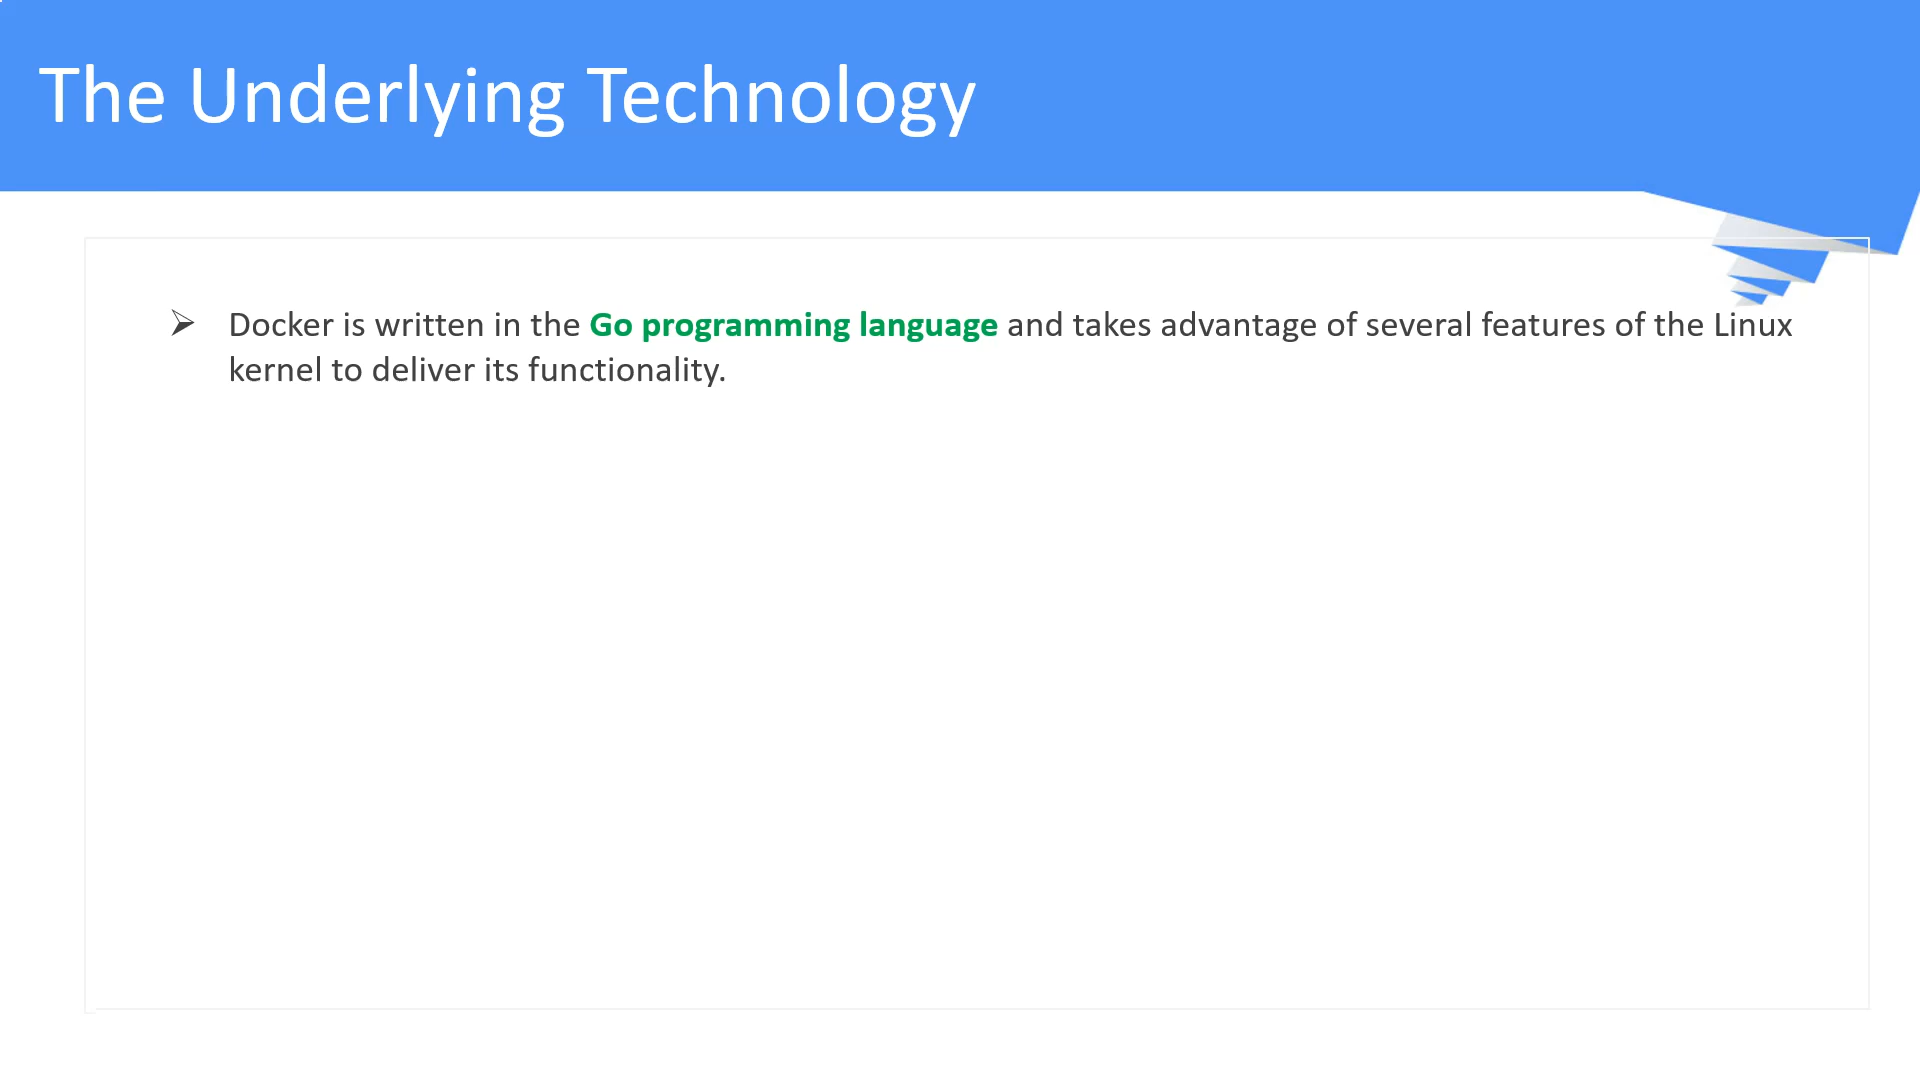 The Underlying Technology
➢ Docker is written in the Go programming language and takes advantage of several features of the Linux
kernel to deliver its functionality.